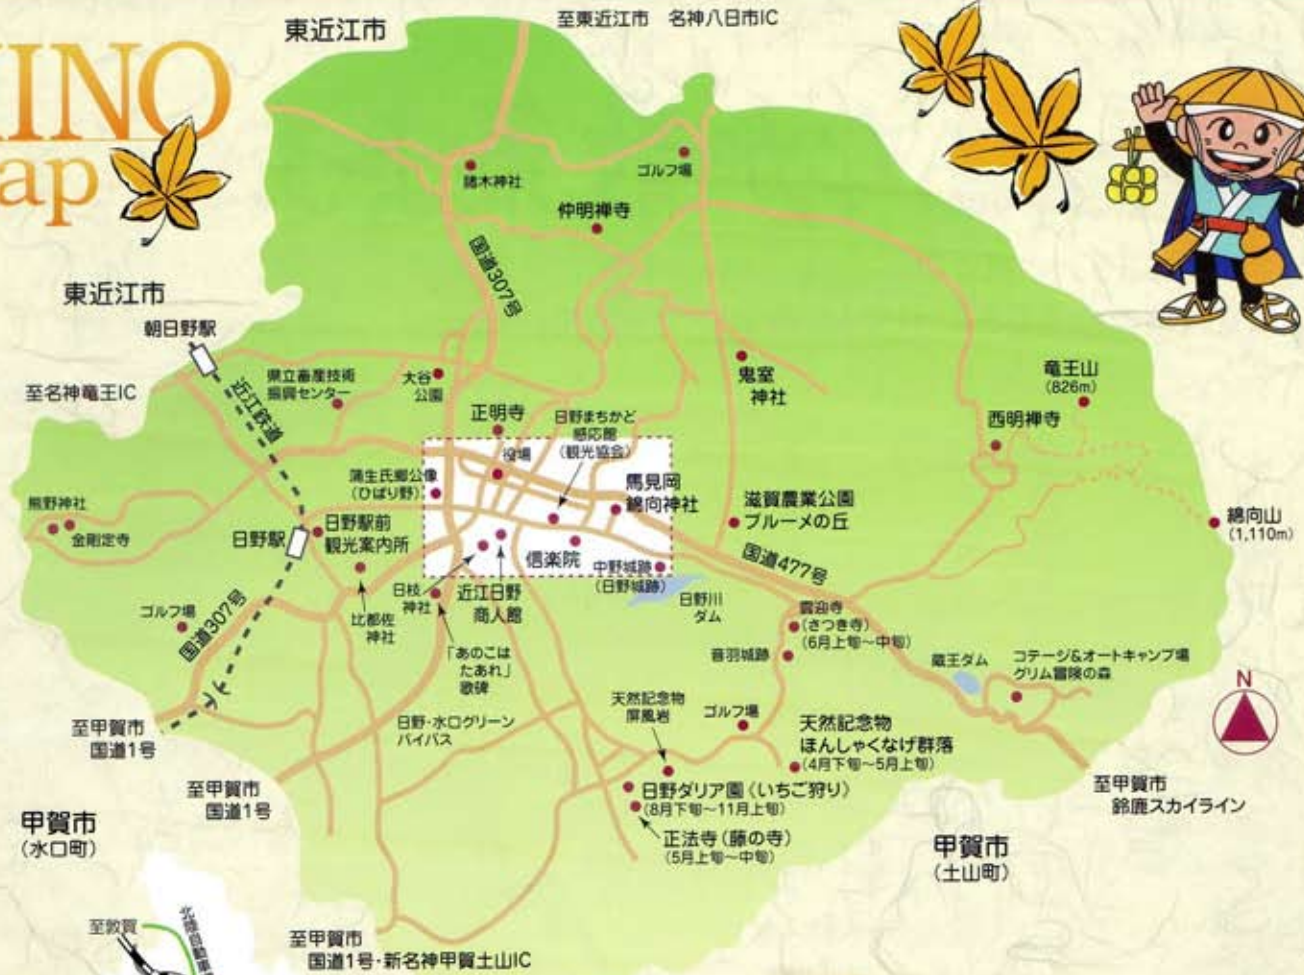 東近江市
至東近江市 名神八日市IC
INO
ap
諸木神社
ゴルフ場
仲明禅寺
国道307号
東近江市
朝日野駅
至名神竜王IC
近江鉄道
県立畜産技術
振興センター
大谷
公園
正明寺
日野まちかど
感応館
(観光協会)
鬼室
神社
竜王山
(826m)
西明禅寺
役場
蒲生氏郷公像
(ひばり野)
馬見岡
綿向神社
滋賀農業公園
ブルーメの丘
綿向山
(1,110m)
熊野神社
金剛定寺
日野駅
日野駅前
観光案内所
信楽院
中野城跡
(日野城跡)
国道477号
日枝
神社
近江日野
商人館
日野川
ダム
雲迎寺
(さつき寺)
(6月上旬〜中旬)
ゴルフ場
国道307号
比都佐
神社
「あのこは
たあれ」
歌碑
音羽城跡
蔵王ダム
コテージ&オートキャンプ場
グリム冒険の森
N
至甲賀市
国道1号
日野・水口グリーン
バイパス
天然記念物
屏風岩
ゴルフ場
天然記念物
ほんしゃくなげ群落
(4月下旬〜5月上旬)
至甲賀市
国道1号
日野ダリア園(いちご狩り)
(8月下旬〜11月上旬)
至甲賀市
鈴鹿スカイライン
甲賀市
(水口町)
正法寺(藤の寺)
(5月上旬〜中旬)
甲賀市
(土山町)
至敦賀
北陸自動車
至甲賀市
国道1号・新名神甲賀土山IC